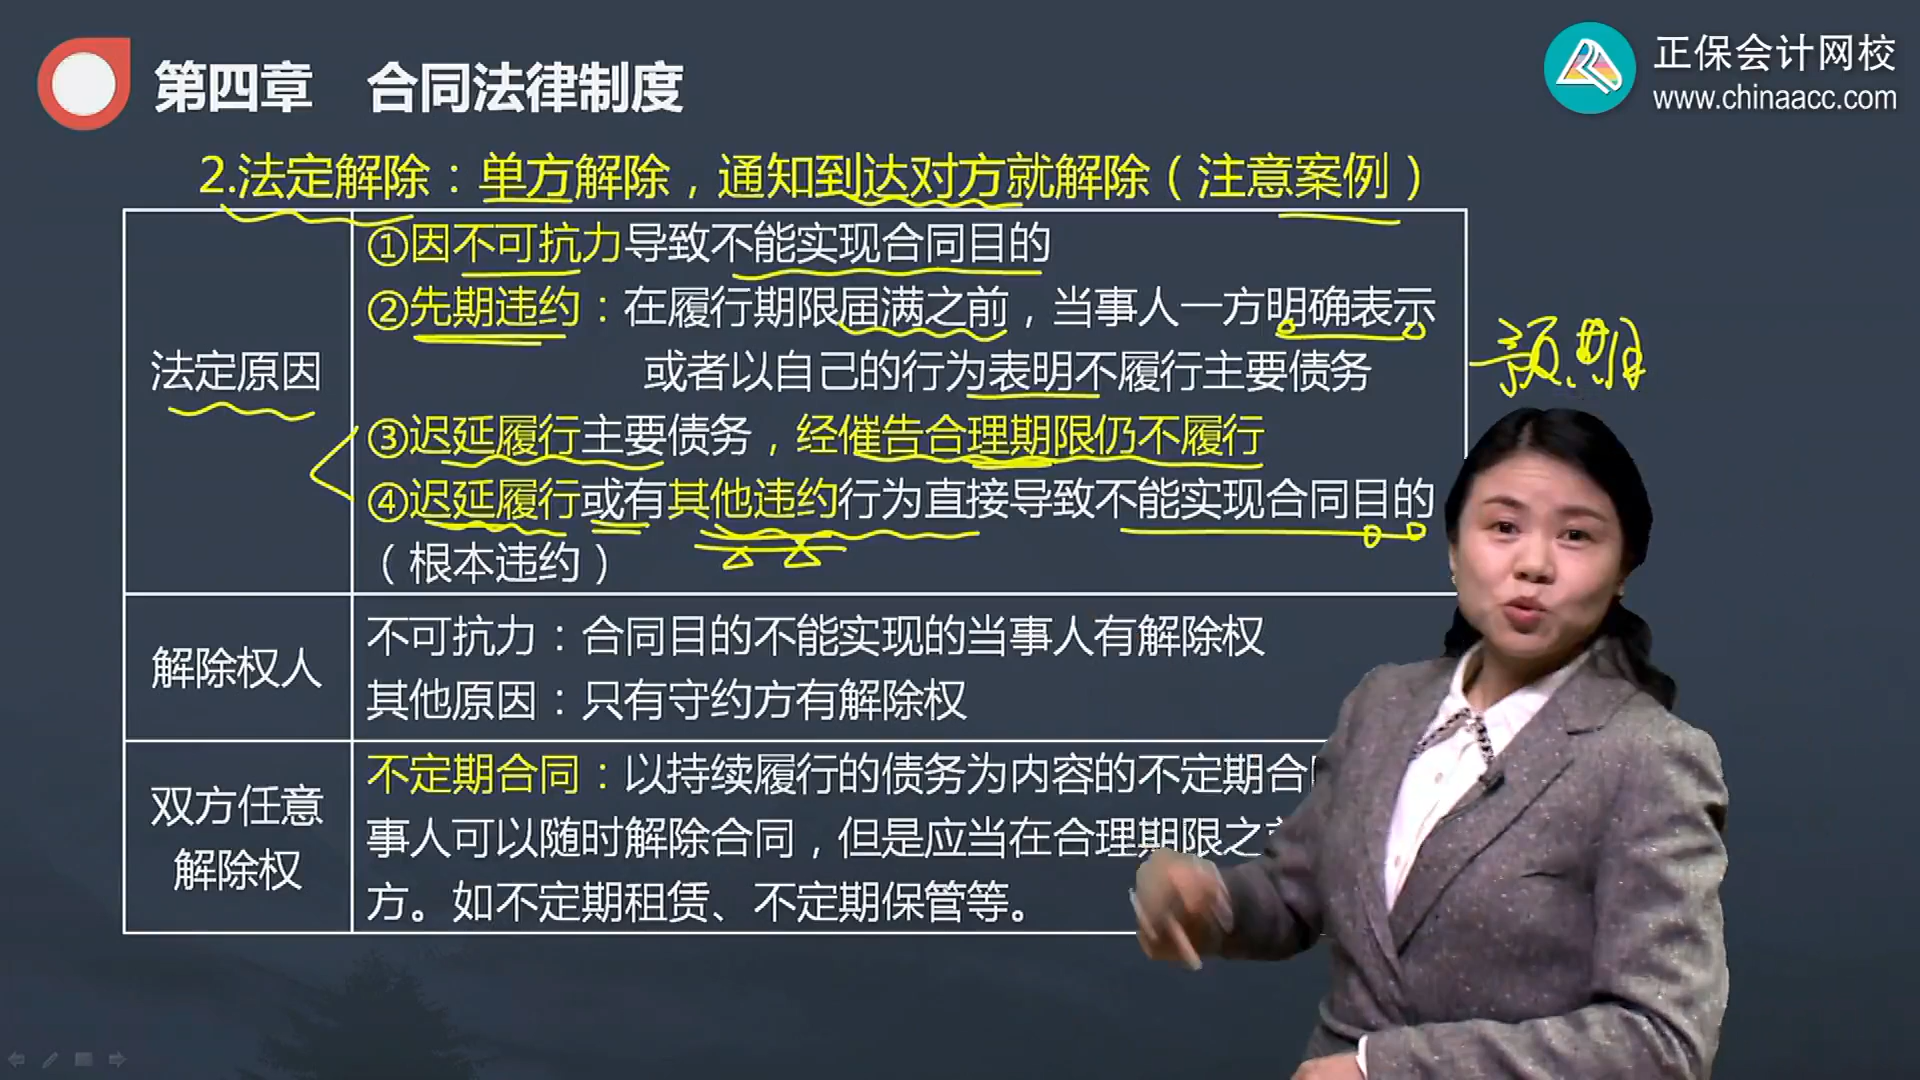 第四章 合同法律制度
正保会计网校
www.chinaacc.com
2.法定解除：单方解除，通知到达对方就解除（注意案例）
法定原因
①因不可抗力导致不能实现合同目的
②先期违约：在履行期限届满之前，当事人一方明确表示
或者以自己的行为表明不履行主要债务
③迟延履行主要债务，经催告合理期限仍不履行
④迟延履行或有其他违约行为直接导致不能实现合同目的
（根本违约）
预期
解除权人
不可抗力：合同目的不能实现的当事人有解除权
其他原因：只有守约方有解除权
双方任意
解除权
不定期合同：以持续履行的债务为内容的不定期合
事人可以随时解除合同，但是应当在合理期限之
方。如不定期租赁、不定期保管等。